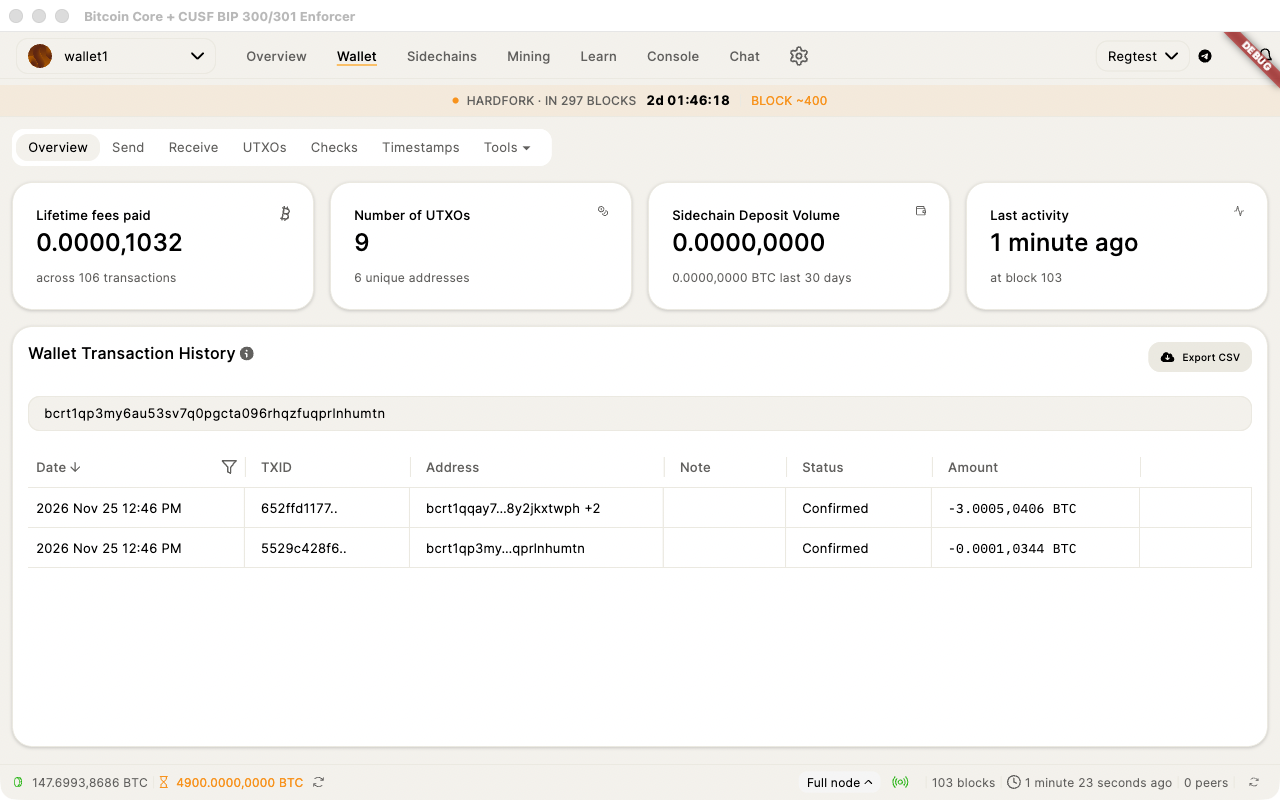 Bitcoin Core + CUSF BIP 300/301 Enforcer
wallet1 Overview Wallet Sidechains Mining Learn Console Chat Regtest DEBUG
HARDFORK · IN 297 BLOCKS 2d 01:46:18 BLOCK ~400
Overview Send Receive UTXOs Checks Timestamps Tools
Lifetime fees paid
0.0000,1032
across 106 transactions
Number of UTXOs
9
6 unique addresses
Sidechain Deposit Volume
0.0000,0000
0.0000,0000 BTC last 30 days
Last activity
1 minute ago
at block 103
Wallet Transaction History
Export CSV
bcrt1qp3my6au53sv7q0pgcta096rhqzfuqprlnhumtn
Date TXID Address Note Status Amount
2026 Nov 25 12:46 PM 652ffd1177.. bcrt1qqay7...8y2jkxtwph +2 Confirmed -3.0005,0406 BTC
2026 Nov 25 12:46 PM 5529c428f6.. bcrt1qp3my...qprlnhumtn Confirmed -0.0001,0344 BTC
147.6993,8686 BTC 4900.0000,0000 BTC Full node 103 blocks 1 minute 23 seconds ago 0 peers